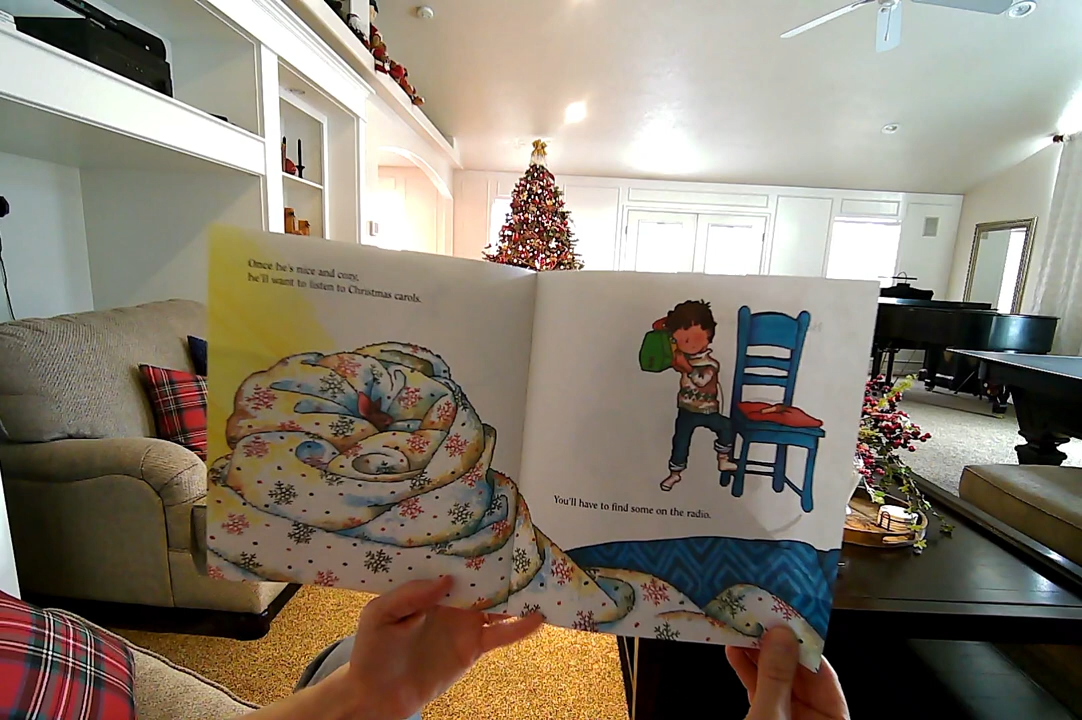 Once he's nice and cozy,
he'll want to listen to Christmas carols.
You'll have to find some on the radio.